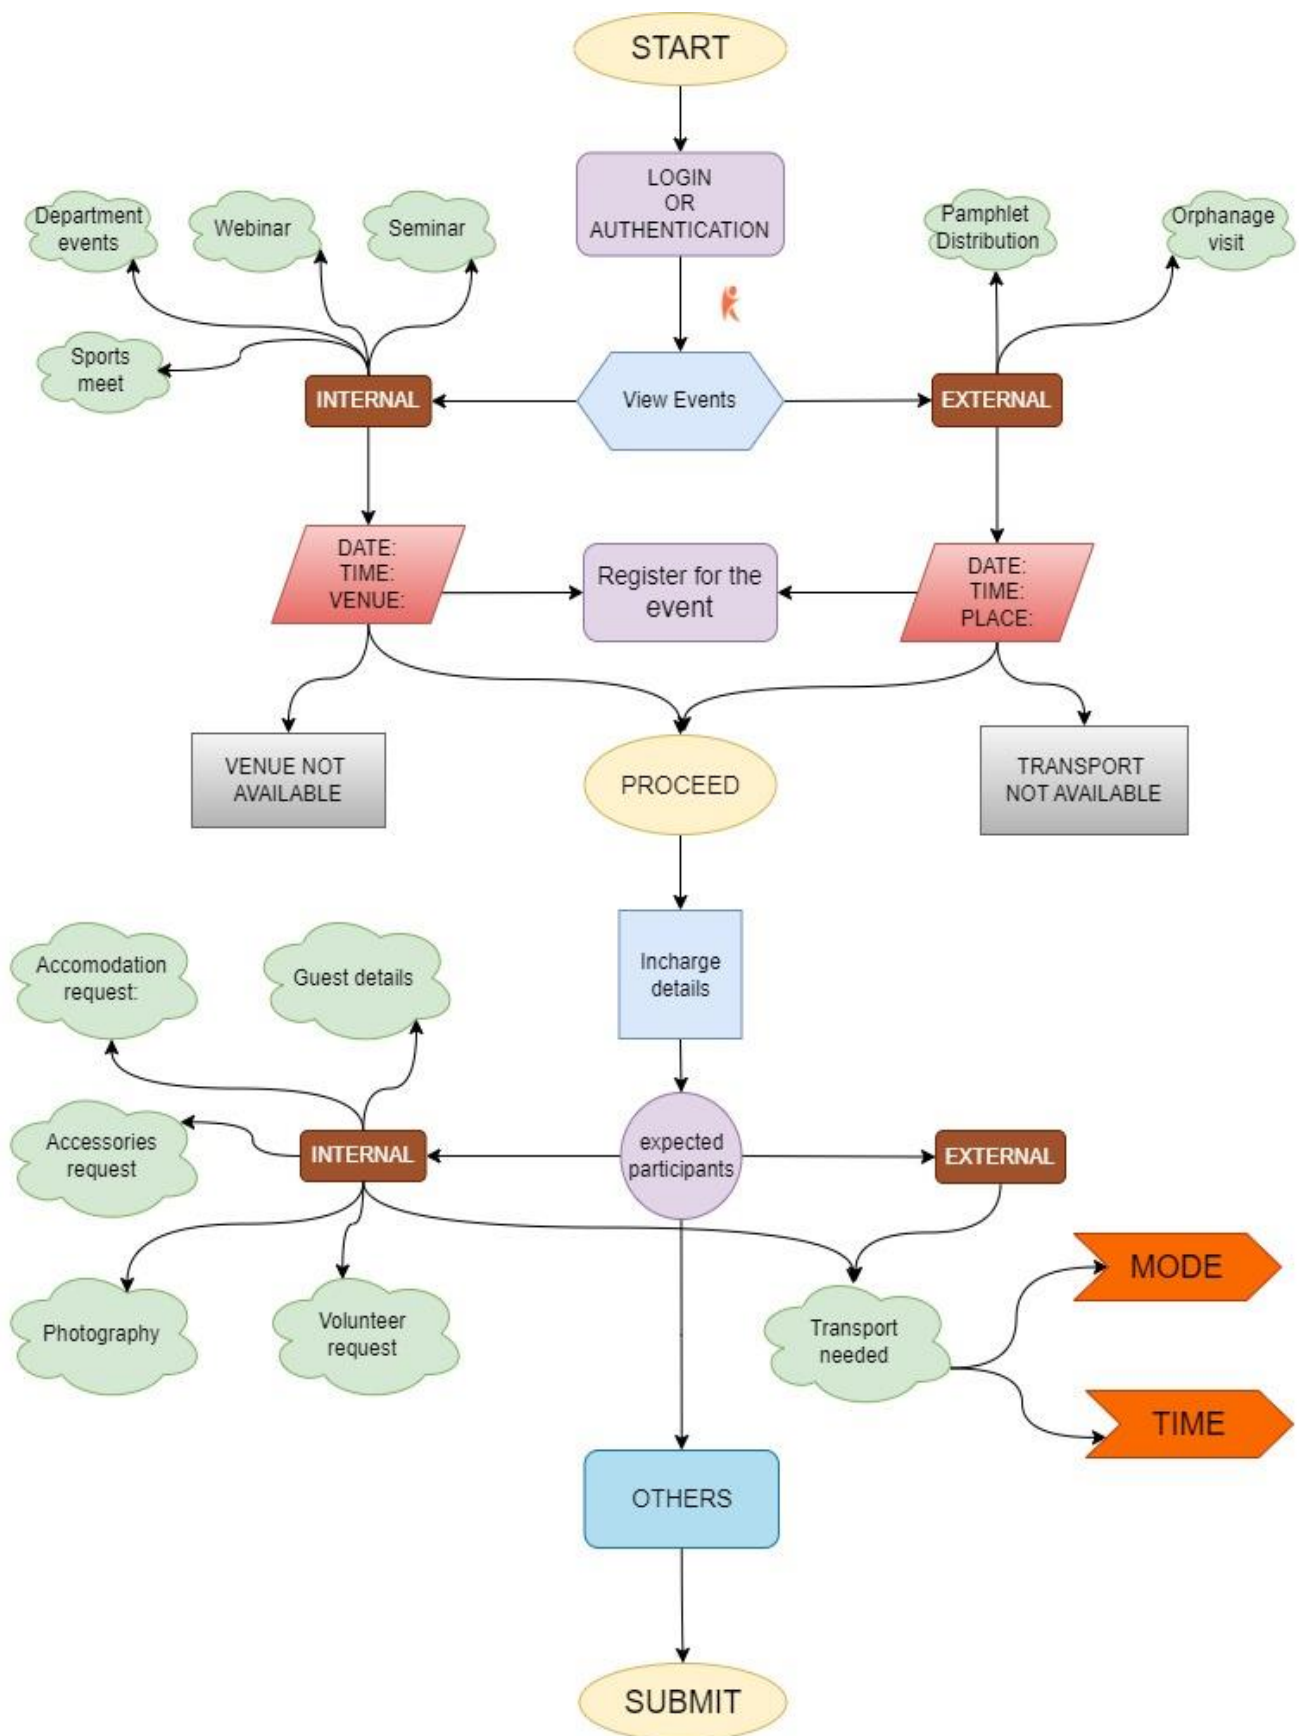 START
LOGIN
OR
AUTHENTICATION
Department
events
Webinar
Seminar
Pamphlet
Distribution
Orphanage
visit
Sports
meet
INTERNAL
View Events
EXTERNAL
DATE:
TIME:
VENUE:
Register for the
event
DATE:
TIME:
PLACE:
VENUE NOT
AVAILABLE
PROCEED
TRANSPORT
NOT AVAILABLE
Accomodation
request:
Guest details
Incharge
details
Accessories
request
INTERNAL
expected
participants
EXTERNAL
Photography
Volunteer
request
Transport
needed
MODE
TIME
OTHERS
SUBMIT